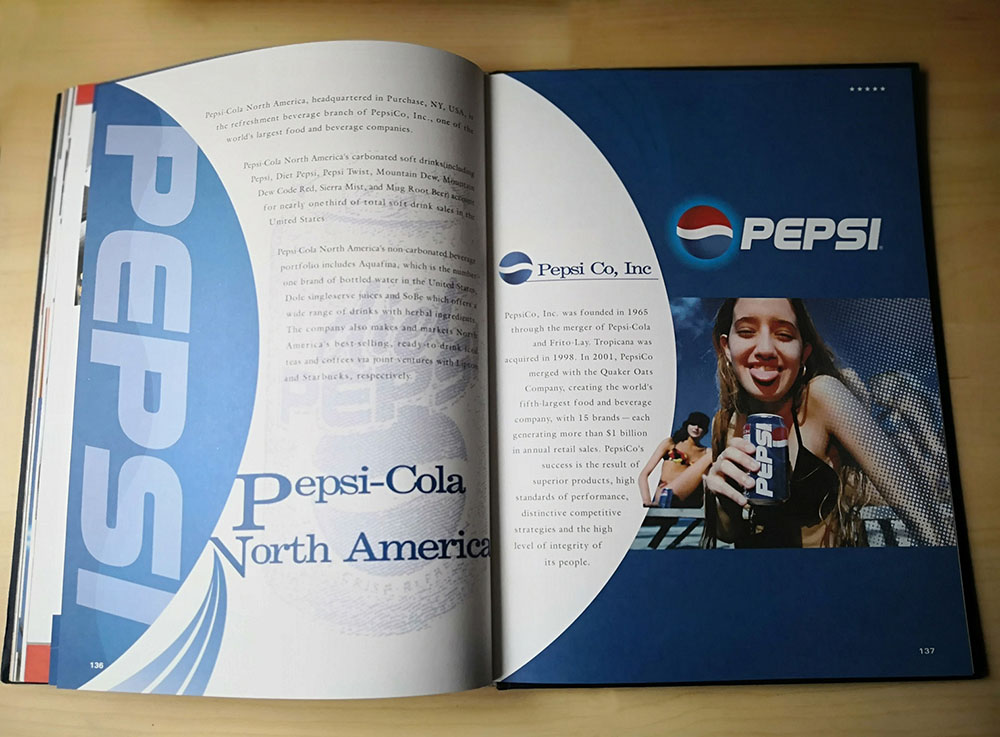 PEPSI
Pepsi-Cola North America, headquartered in Purchase, NY, USA, is
the refreshment beverage branch of PepsiCo, Inc., one of the
world's largest food and beverage companies.
Pepsi-Cola North America's carbonated soft drinks(including
Pepsi, Diet Pepsi, Pepsi Twist, Mountain Dew, Mountain
Dew Code Red, Sierra Mist, and Mug Root Beer) account
for nearly onethird of total soft drink sales in the
United States
Pepsi-Cola North America's non-carbonated beverage
portfolio includes Aquafina, which is the number-
one brand of bottled water in the United States,
Dole singleserve juices and SoBe which offers a
wide range of drinks with herbal ingredients.
The company also makes and markets North
America's best-selling, ready-to-drink iced
teas and coffees via joint ventures with Lipton
and Starbucks, respectively.
Pepsi-Cola
North America
136
PEPSI
Pepsi Co, Inc
PepsiCo, Inc. was founded in 1965
through the merger of Pepsi-Cola
and Frito-Lay. Tropicana was
acquired in 1998. In 2001, PepsiCo
merged with the Quaker Oats
Company, creating the world's
fifth-largest food and beverage
company, with 15 brands — each
generating more than $1 billion
in annual retail sales. PepsiCo's
success is the result of
superior products, high
standards of performance,
distinctive competitive
strategies and the high
level of integrity of
its people.
PEPSI
137